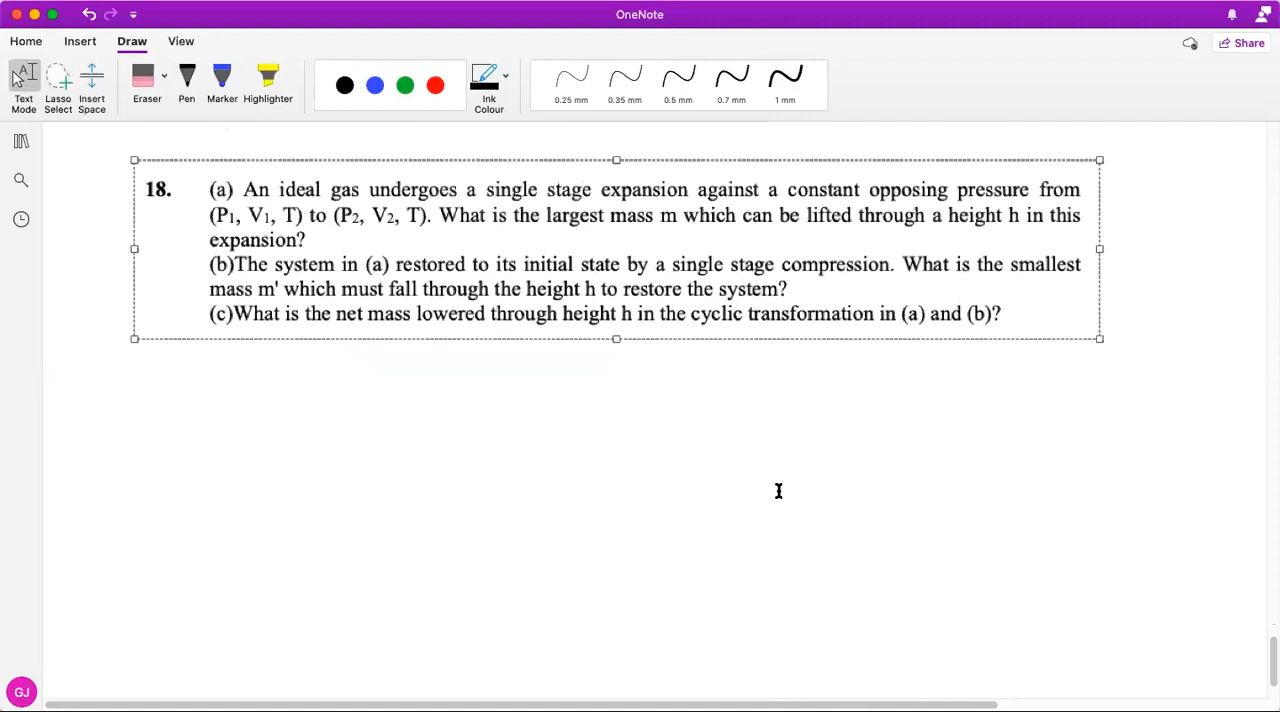 OneNote
Home Insert Draw View
Share
Text Mode
Lasso Select
Insert Space
Eraser
Pen
Marker
Highlighter
Ink Colour
0.25 mm
0.35 mm
0.5 mm
0.7 mm
1 mm
18. (a) An ideal gas undergoes a single stage expansion against a constant opposing pressure from
(P1, V1, T) to (P2, V2, T). What is the largest mass m which can be lifted through a height h in this
expansion?
(b)The system in (a) restored to its initial state by a single stage compression. What is the smallest
mass m' which must fall through the height h to restore the system?
(c)What is the net mass lowered through height h in the cyclic transformation in (a) and (b)?
GJ